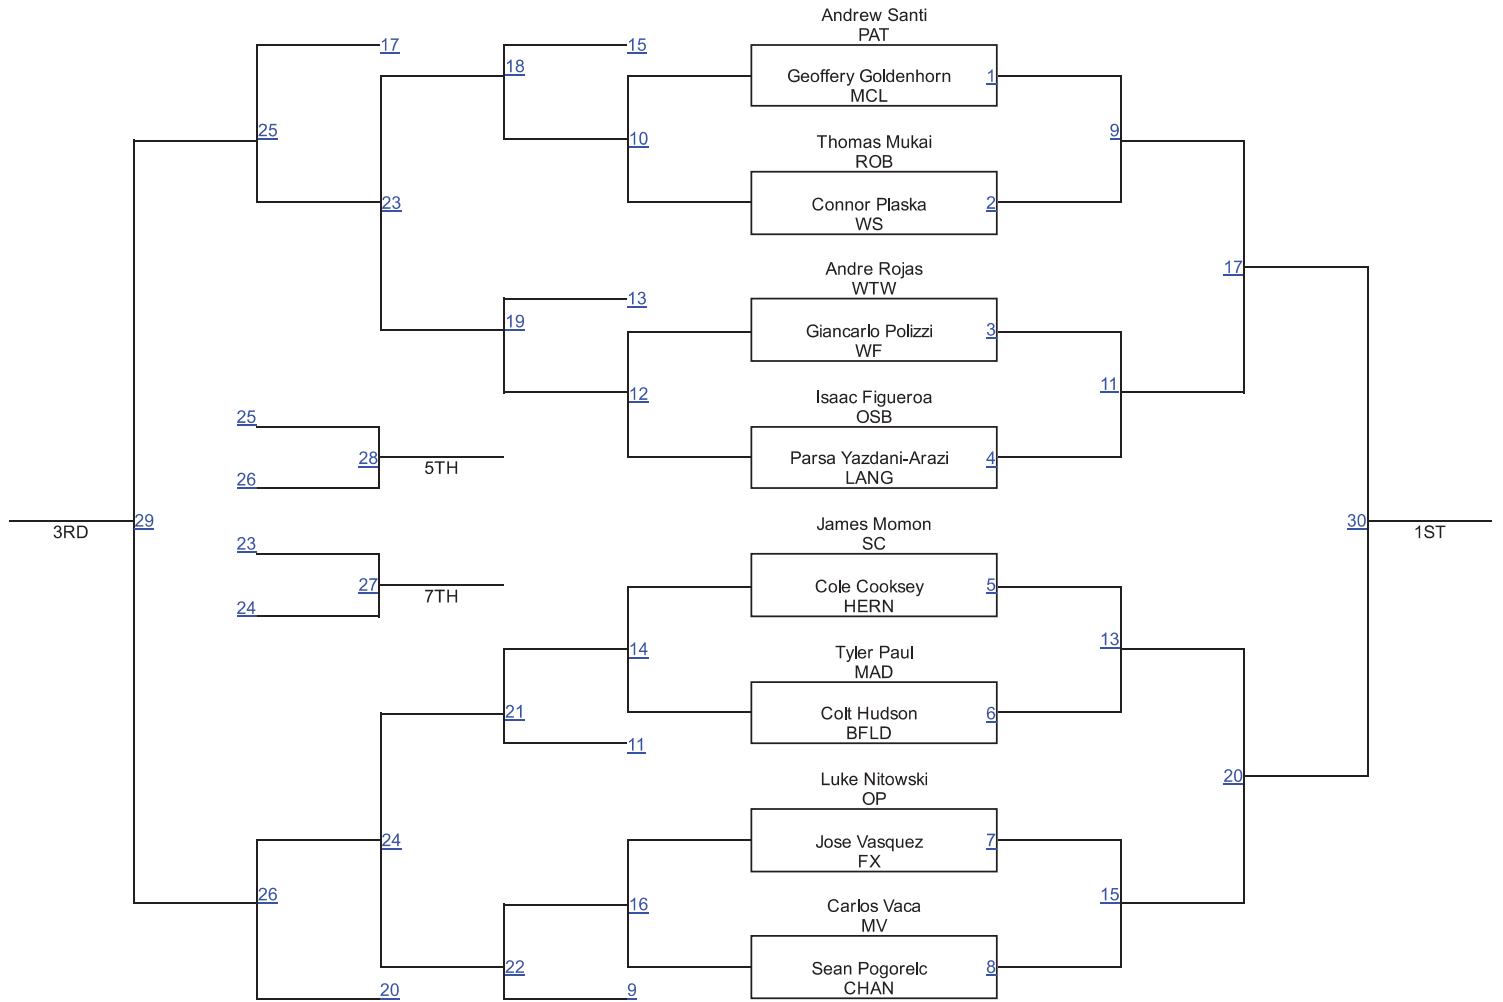 Andrew Santi
PAT
17
15
18
Geoffery Goldenhorn
1
MCL
25
10
9
Thomas Mukai
ROB
23
Connor Plaska
2
WS
Andre Rojas
17
WTW
13
19
Giancarlo Polizzi
3
WF
12
11
Isaac Figueroa
OSB
25
28
5TH
Parsa Yazdani-Arazi
4
LANG
26
3RD
29
James Momon
30
1ST
SC
23
27
7TH
Cole Cooksey
5
HERN
24
14
13
Tyler Paul
MAD
21
Colt Hudson
6
BFLD
11
Luke Nitowski
20
OP
24
Jose Vasquez
7
FX
26
16
15
Carlos Vaca
MV
22
Sean Pogorelc
8
CHAN
20
9